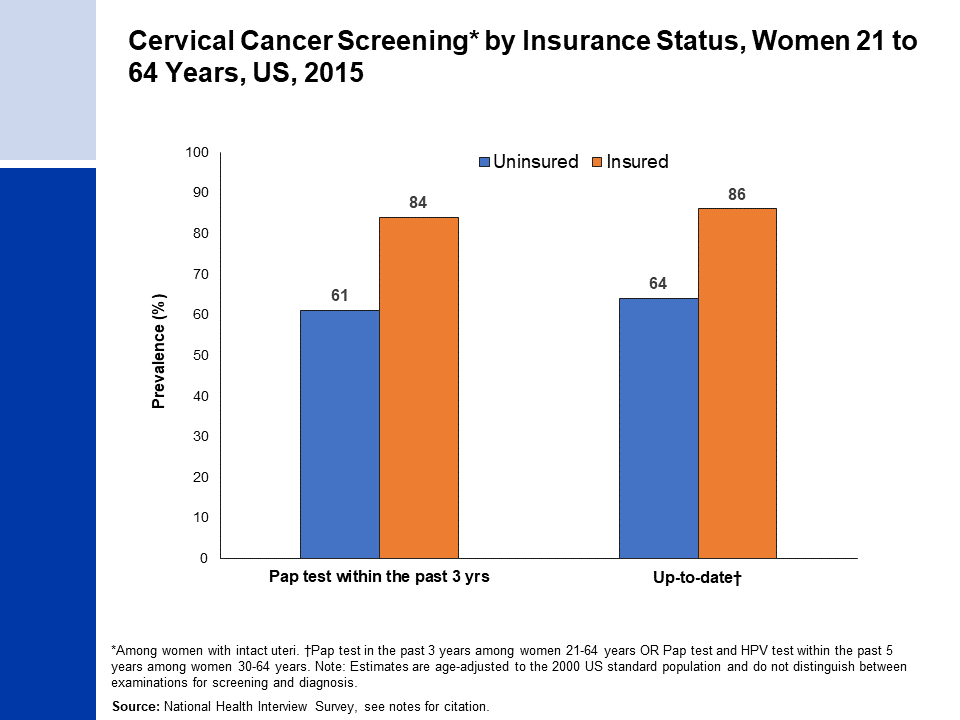 Cervical Cancer Screening* by Insurance Status, Women 21 to
64 Years, US, 2015
Uninsured Insured
100
90
80
70
60
50
40
30
20
10
0
Prevalence (%)
61
84
64
86
Pap test within the past 3 yrs
Up-to-date†
*Among women with intact uteri. †Pap test in the past 3 years among women 21-64 years OR Pap test and HPV test within the past 5
years among women 30-64 years. Note: Estimates are age-adjusted to the 2000 US standard population and do not distinguish between
examinations for screening and diagnosis.
Source: National Health Interview Survey, see notes for citation.